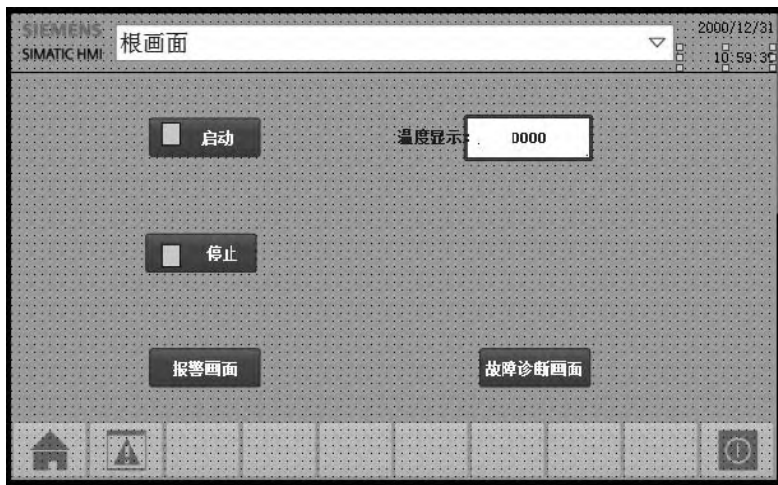 SIEMENS
SIMATIC HMI
根画面
2000/12/31
10:59:39
启动
温度显示:
0000
停止
报警画面
故障诊断画面